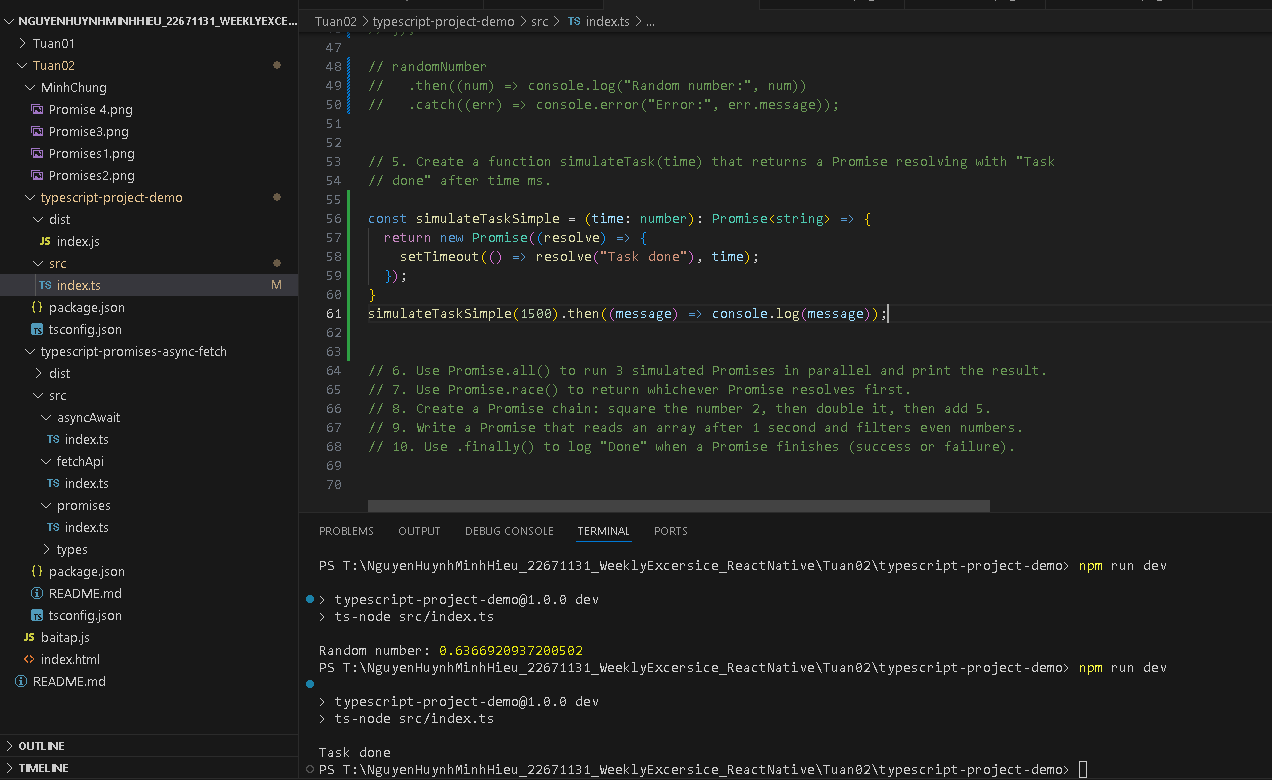 NGUYENHUYNHMINHHIEU_22671131_WEEKLYEXCE...
Tuan01
Tuan02
MinhChung
Promise 4.png
Promise3.png
Promises1.png
Promises2.png
typescript-project-demo
dist
JS index.js
src
TS index.ts M
{} package.json
TS tsconfig.json
typescript-promises-async-fetch
dist
src
asyncAwait
TS index.ts
fetchApi
TS index.ts
promises
TS index.ts
types
{} package.json
README.md
TS tsconfig.json
JS baitap.js
<> index.html
README.md
OUTLINE
TIMELINE
Tuan02 > typescript-project-demo > src > TS index.ts > ...
47
48 // randomNumber
49 //   .then((num) => console.log("Random number:", num))
50 //   .catch((err) => console.error("Error:", err.message));
51
52
53 // 5. Create a function simulateTask(time) that returns a Promise resolving with "Task
54 // done" after time ms.
55
56 const simulateTaskSimple = (time: number): Promise<string> => {
57   return new Promise((resolve) => {
58     setTimeout(() => resolve("Task done"), time);
59   });
60 }
61 simulateTaskSimple(1500).then((message) => console.log(message));
62
63
64 // 6. Use Promise.all() to run 3 simulated Promises in parallel and print the result.
65 // 7. Use Promise.race() to return whichever Promise resolves first.
66 // 8. Create a Promise chain: square the number 2, then double it, then add 5.
67 // 9. Write a Promise that reads an array after 1 second and filters even numbers.
68 // 10. Use .finally() to log "Done" when a Promise finishes (success or failure).
69
70
PROBLEMS OUTPUT DEBUG CONSOLE TERMINAL PORTS
PS T:\NguyenHuynhMinhHieu_22671131_WeeklyExcersice_ReactNative\Tuan02\typescript-project-demo> npm run dev
> typescript-project-demo@1.0.0 dev
> ts-node src/index.ts
Random number: 0.6366920937200502
PS T:\NguyenHuynhMinhHieu_22671131_WeeklyExcersice_ReactNative\Tuan02\typescript-project-demo> npm run dev
> typescript-project-demo@1.0.0 dev
> ts-node src/index.ts
Task done
PS T:\NguyenHuynhMinhHieu_22671131_WeeklyExcersice_ReactNative\Tuan02\typescript-project-demo>